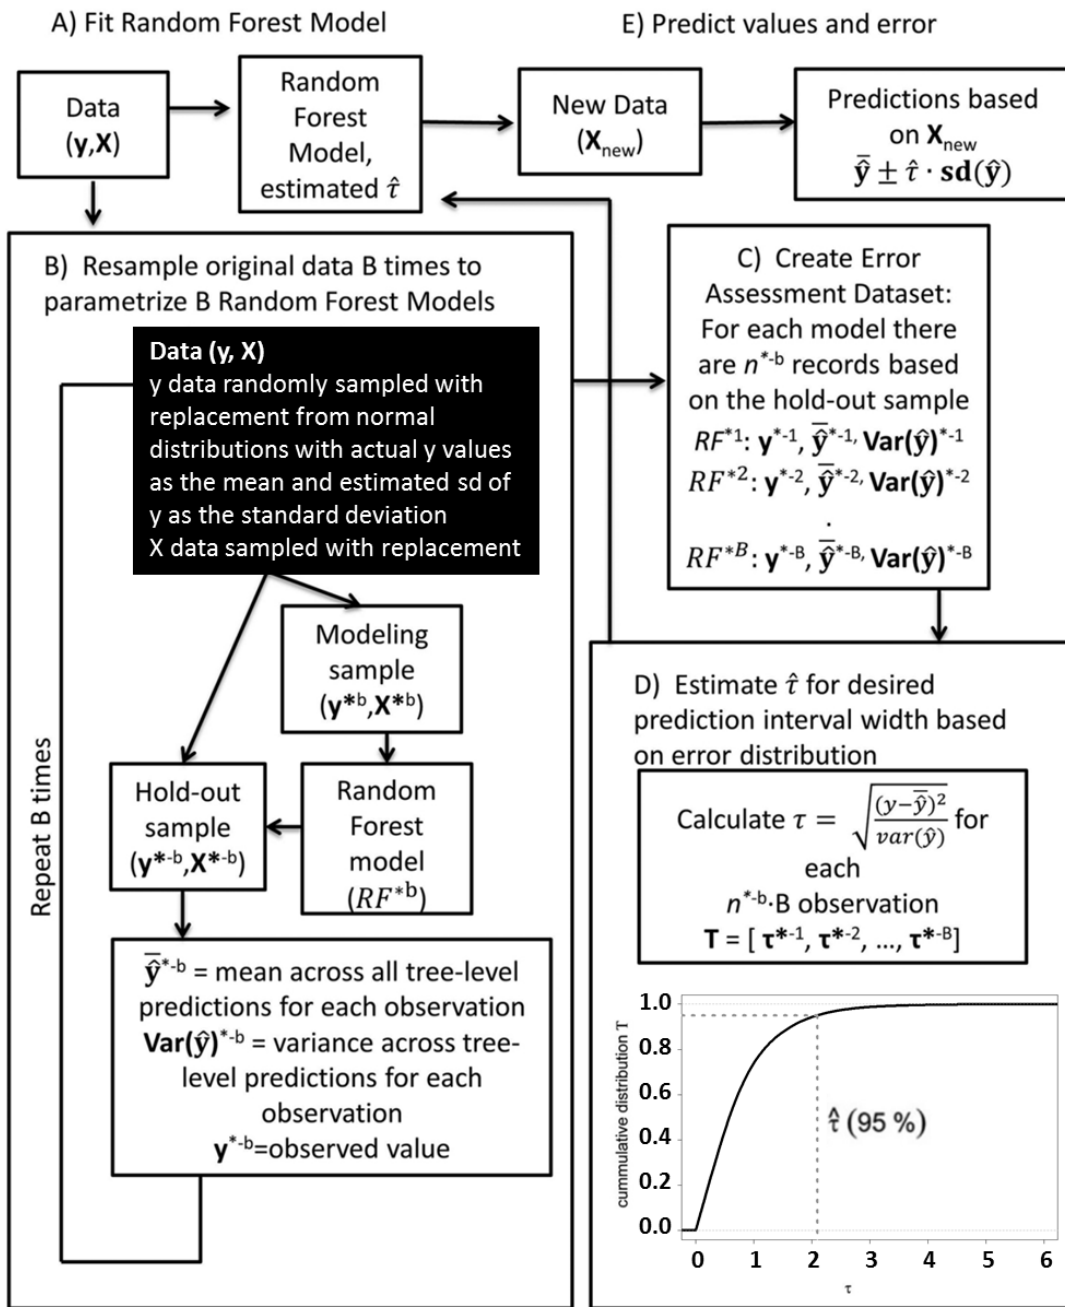 A) Fit Random Forest Model
E) Predict values and error
Data
(y,X)
Random
Forest
Model,
estimated τ̂
New Data
(Xnew)
Predictions based
on Xnew
ŷ̄ ± τ̂ · sd(ŷ)
B) Resample original data B times to
parametrize B Random Forest Models
Data (y, X)
y data randomly sampled with
replacement from normal
distributions with actual y values
as the mean and estimated sd of
y as the standard deviation
X data sampled with replacement
Modeling
sample
(y*b,X*b)
Hold-out
sample
(y*-b,X*-b)
Random
Forest
model
(RF*b)
Repeat B times
ŷ̄*-b = mean across all tree-level
predictions for each observation
Var(ŷ)*-b = variance across tree-
level predictions for each
observation
y*-b=observed value
C) Create Error
Assessment Dataset:
For each model there
are n*-b records based
on the hold-out sample
RF*1: y*-1, ŷ̄*-1, Var(ŷ)*-1
RF*2: y*-2, ŷ̄*-2, Var(ŷ)*-2
.
RF*B: y*-B, ŷ̄*-B, Var(ŷ)*-B
D) Estimate τ̂ for desired
prediction interval width based
on error distribution
Calculate τ = √((y−ŷ̄)²/var(ŷ)) for
each
n*-b·B observation
T = [ τ*-1, τ*-2, ..., τ*-B]
cummulative distribution T
1.0
0.8
0.6
0.4
0.2
0.0
τ̂ (95 %)
0 1 2 3 4 5 6
τ